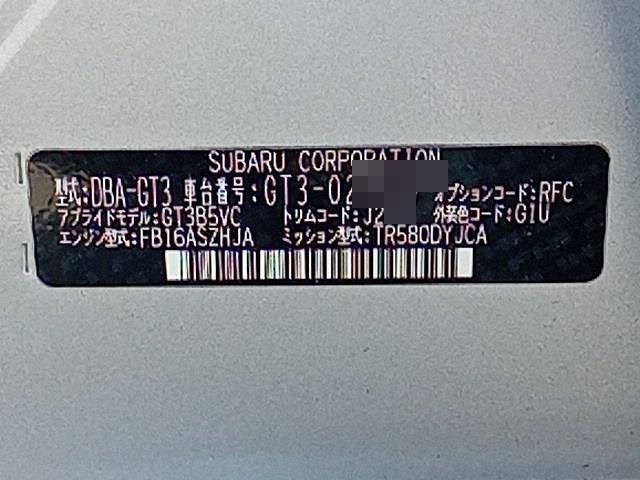 SUBARU CORPORATION
型式:DBA-GT3 車台番号:GT3-02 オプションコード:RFC
アプライドモデル:GT3B5VC トリムコード:J2 外装色コード:G1U
エンジン型式:FB16ASZHJA ミッション型式:TR580DYJCA